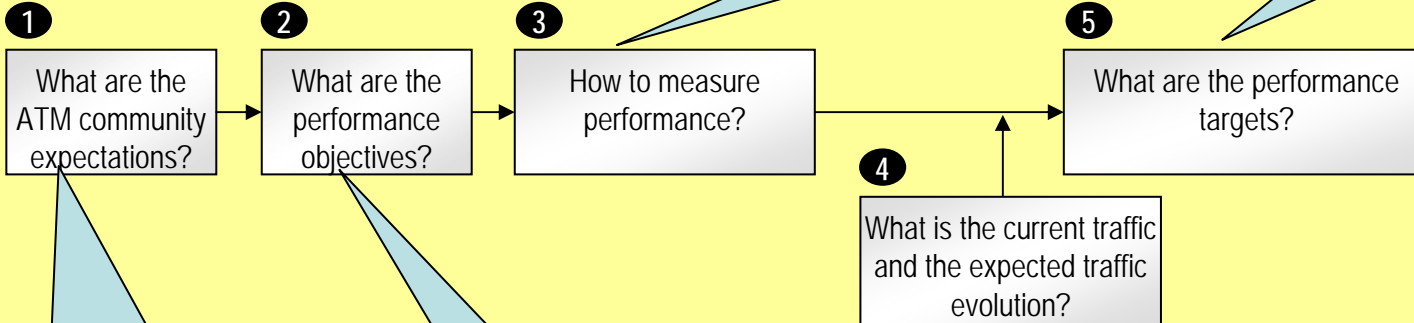 1
What are the
ATM community
expectations?
2
What are the
performance
objectives?
3
How to measure
performance?
4
What is the current traffic
and the expected traffic
evolution?
5
What are the performance
targets?